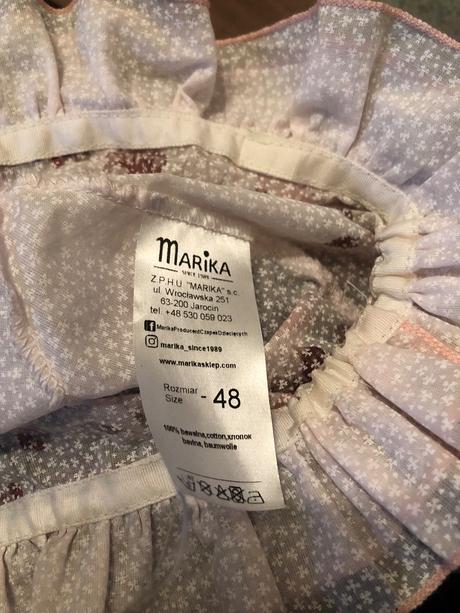 MARiKA
SINCE 1989
Z.P.H.U. "MARIKA" s.c.
ul. Wrocławska 251
63-200 Jarocin
tel. +48 530 059 023
MarikaProducentCzapekDziecięcych
marika_since1989
www.marikasklep.com
Rozmiar
Size - 48
100% bawełna,cotton,хлопок
bavlna, baumwolle